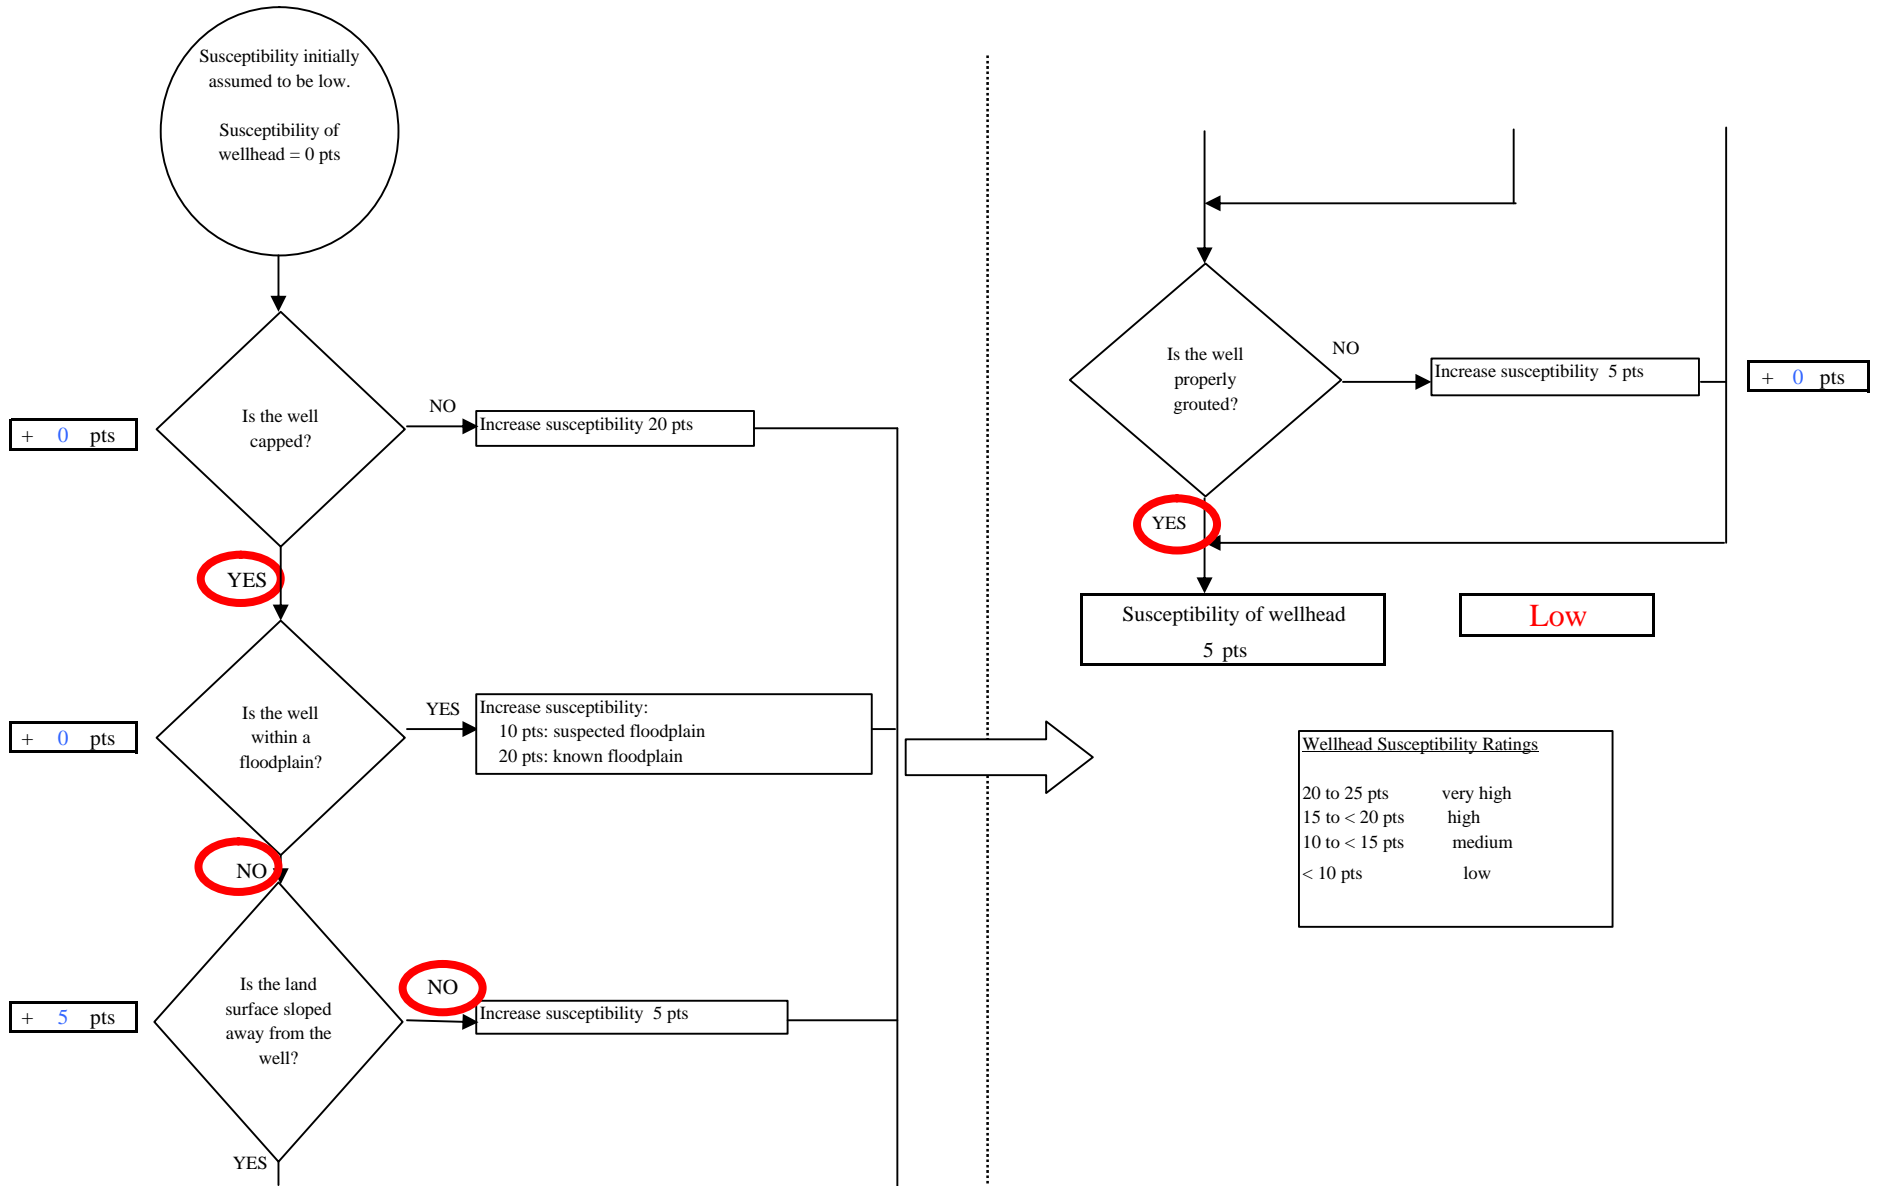 Susceptibility initially
assumed to be low.
Susceptibility of
wellhead = 0 pts
+ 0 pts
Is the well
capped?
NO
Increase susceptibility 20 pts
YES
+ 0 pts
Is the well
within a
floodplain?
YES
Increase susceptibility:
10 pts: suspected floodplain
20 pts: known floodplain
NO
+ 5 pts
Is the land
surface sloped
away from the
well?
NO
Increase susceptibility 5 pts
YES
Is the well
properly
grouted?
NO
Increase susceptibility 5 pts
+ 0 pts
YES
Susceptibility of wellhead
5 pts
Low
Wellhead Susceptibility Ratings
20 to 25 pts very high
15 to < 20 pts high
10 to < 15 pts medium
< 10 pts low